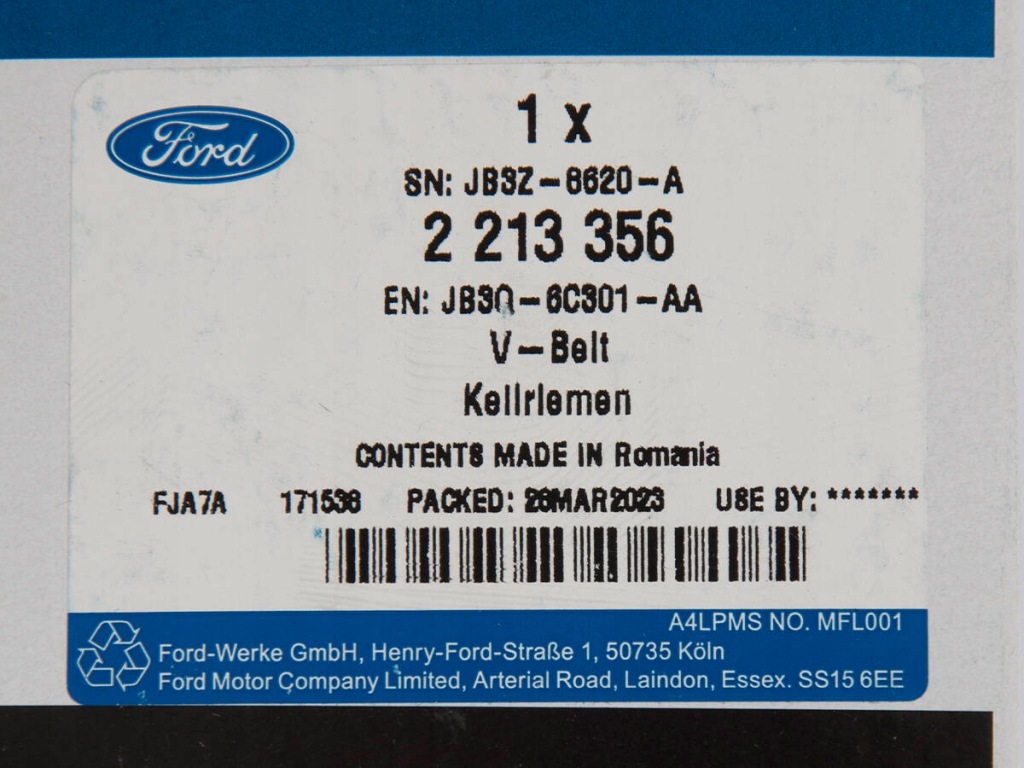 Ford
1 x
SN: JB3Z-8620-A
2 213 356
EN: JB3Q-6C301-AA
V-Belt
Keilriemen
CONTENTS MADE IN Romania
FJA7A 171538 PACKED: 28MAR2023 USE BY: *******
A4LPMS NO. MFL001
Ford-Werke GmbH, Henry-Ford-Straße 1, 50735 Köln
Ford Motor Company Limited, Arterial Road, Laindon, Essex. SS15 6EE